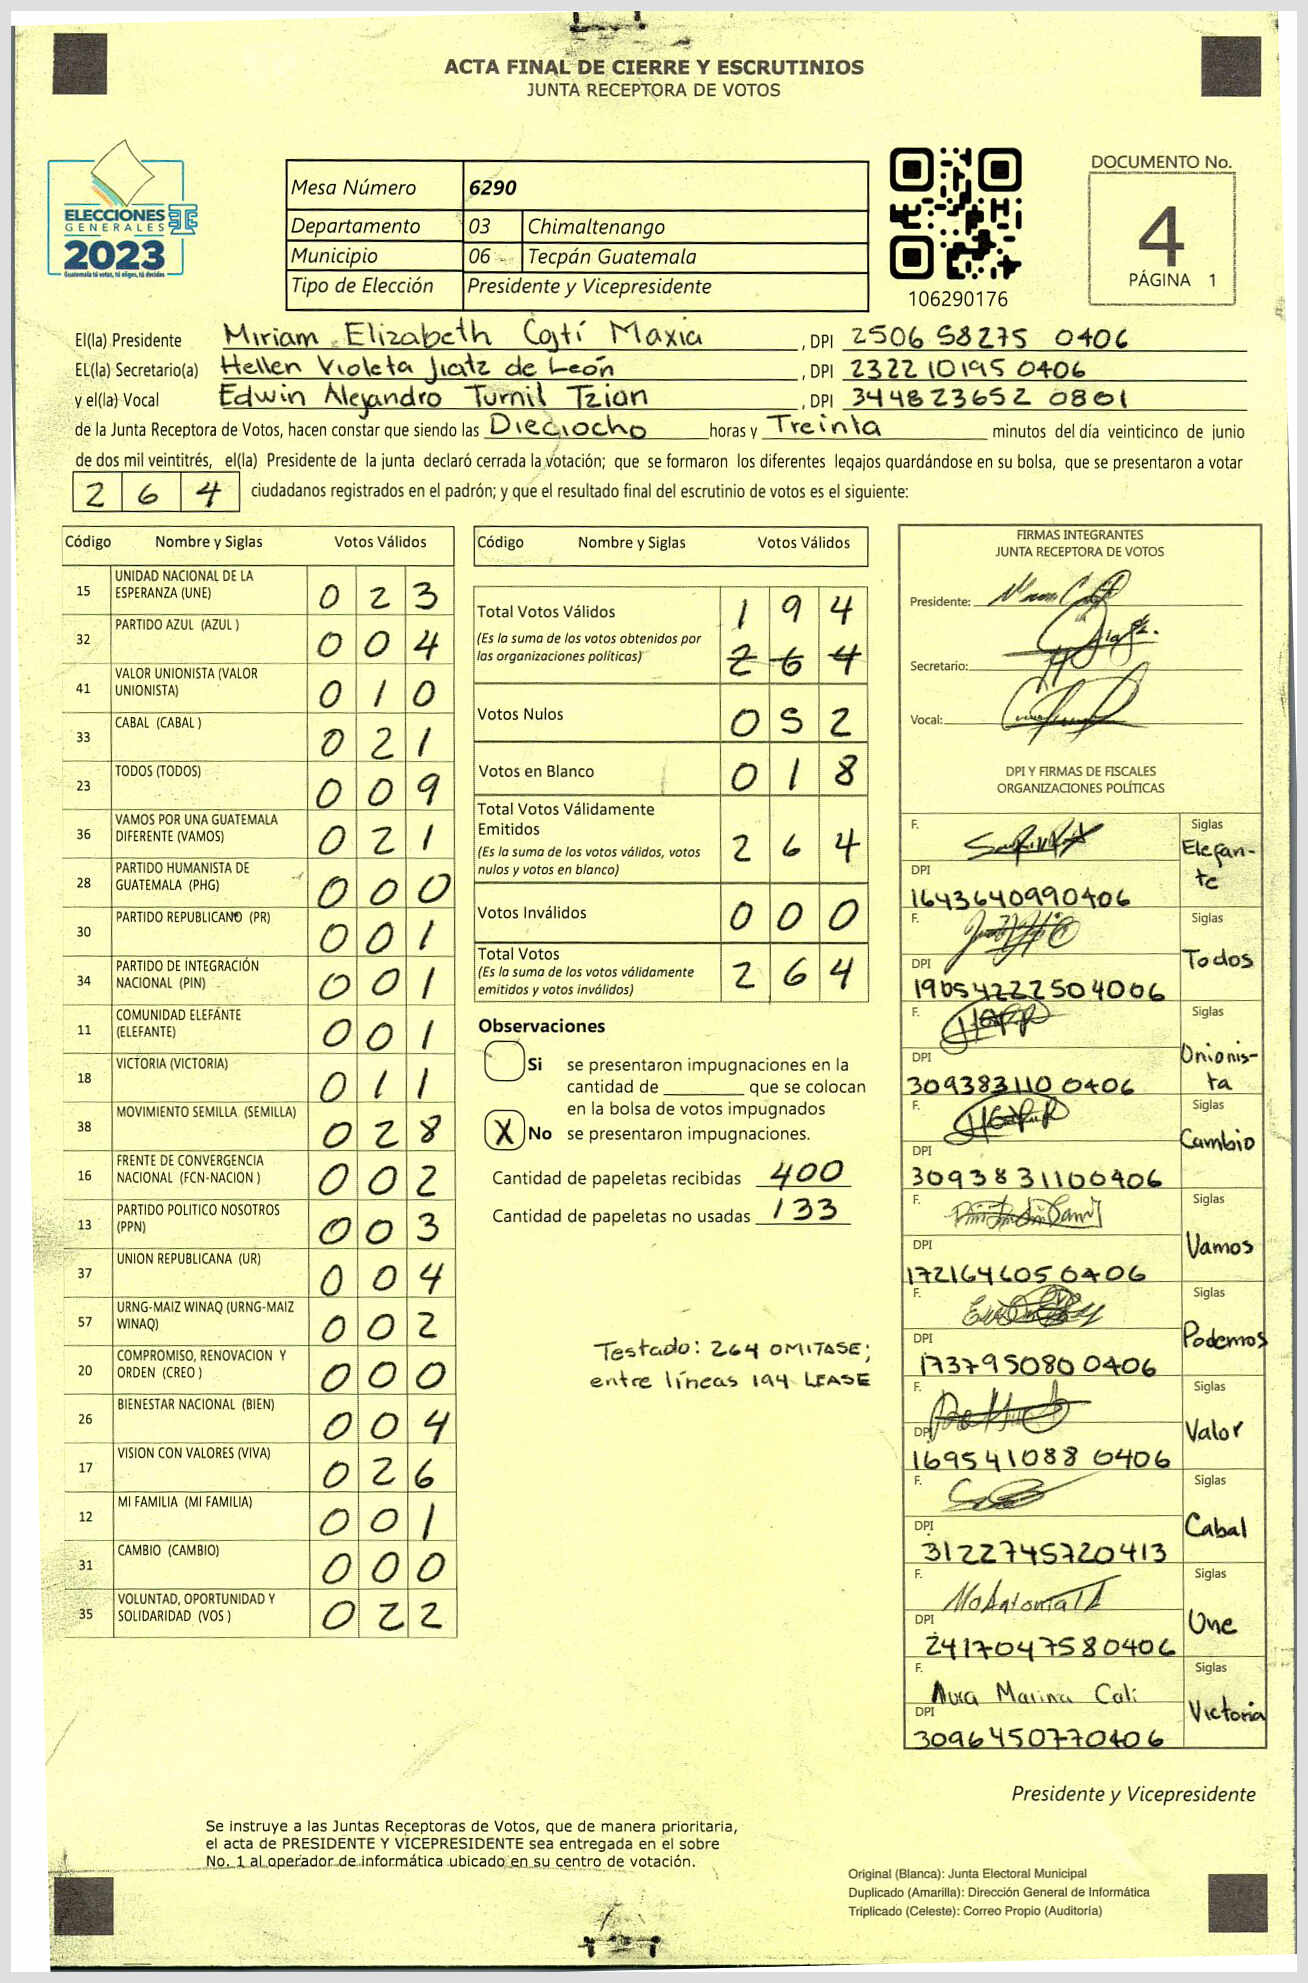 ACTA FINAL DE CIERRE Y ESCRUTINIOS
JUNTA RECEPTORA DE VOTOS
ELECCIONES
GENERALES
2023
Guatemala tú votas, tú eliges, tú decides
Mesa Número 6290
Departamento 03 Chimaltenango
Municipio 06 Tecpán Guatemala
Tipo de Elección Presidente y Vicepresidente
106290176
DOCUMENTO No.
4
PÁGINA 1
El(la) Presidente Miriam Elizabeth Cojtí Maxia, DPI 2506 58275 0406
EL(la) Secretario(a) Hellen Violeta Jiatz de León, DPI 2322 10195 0406
y el(la) Vocal Edwin Alejandro Turnil Tzian, DPI 344823652 0801
de la Junta Receptora de Votos, hacen constar que siendo las Dieciocho horas y Treinta minutos del día veinticinco de junio
de dos mil veintitrés, el(la) Presidente de la junta declaró cerrada la votación; que se formaron los diferentes legajos guardándose en su bolsa, que se presentaron a votar
2 6 4 ciudadanos registrados en el padrón; y que el resultado final del escrutinio de votos es el siguiente:
Código Nombre y Siglas Votos Válidos
15 UNIDAD NACIONAL DE LA ESPERANZA (UNE) 0 2 3
32 PARTIDO AZUL (AZUL ) 0 0 4
41 VALOR UNIONISTA (VALOR UNIONISTA) 0 1 0
33 CABAL (CABAL ) 0 2 1
23 TODOS (TODOS) 0 0 9
36 VAMOS POR UNA GUATEMALA DIFERENTE (VAMOS) 0 2 1
28 PARTIDO HUMANISTA DE GUATEMALA (PHG) 0 0 0
30 PARTIDO REPUBLICANO (PR) 0 0 1
34 PARTIDO DE INTEGRACIÓN NACIONAL (PIN) 0 0 1
11 COMUNIDAD ELEFÁNTE (ELEFANTE) 0 0 1
18 VICTORIA (VICTORIA) 0 1 1
38 MOVIMIENTO SEMILLA (SEMILLA) 0 2 8
16 FRENTE DE CONVERGENCIA NACIONAL (FCN-NACION ) 0 0 2
13 PARTIDO POLITICO NOSOTROS (PPN) 0 0 3
37 UNION REPUBLICANA (UR) 0 0 4
57 URNG-MAIZ WINAQ (URNG-MAIZ WINAQ) 0 0 2
20 COMPROMISO, RENOVACION Y ORDEN (CREO ) 0 0 0
26 BIENESTAR NACIONAL (BIEN) 0 0 4
17 VISION CON VALORES (VIVA) 0 2 6
12 MI FAMILIA (MI FAMILIA) 0 0 1
31 CAMBIO (CAMBIO) 0 0 0
35 VOLUNTAD, OPORTUNIDAD Y SOLIDARIDAD (VOS ) 0 2 2
Código Nombre y Siglas Votos Válidos
Total Votos Válidos 1 9 4
(Es la suma de los votos obtenidos por
las organizaciones políticas) 2 6 4
Votos Nulos 0 5 2
Votos en Blanco 0 1 8
Total Votos Válidamente
Emitidos
(Es la suma de los votos válidos, votos
nulos y votos en blanco) 2 6 4
Votos Inválidos 0 0 0
Total Votos
(Es la suma de los votos válidamente
emitidos y votos inválidos) 2 6 4
Observaciones
Si se presentaron impugnaciones en la
cantidad de que se colocan
en la bolsa de votos impugnados
X No se presentaron impugnaciones.
Cantidad de papeletas recibidas 400
Cantidad de papeletas no usadas 133
Testado: 264 OMITASE;
entre líneas 194 LEASE
FIRMAS INTEGRANTES
JUNTA RECEPTORA DE VOTOS
Presidente:
Secretario:
Vocal:
DPI Y FIRMAS DE FISCALES
ORGANIZACIONES POLÍTICAS
F. Siglas Elefan-te
DPI 1643640990406
F. Siglas Todos
DPI 1905422250 4006
F. Siglas Unionis-ta
DPI 309383110 0406
F. Siglas Cambio
DPI 3093831100406
F. Siglas Vamos
DPI 172164605 0406
F. Siglas Podemos
DPI 173795080 0406
F. Siglas Valor
DPI 169541088 0406
F. Siglas Cabal
DPI 3122745720413
F. Siglas Une
DPI 2417047580406
F. Aura Marina Cali Siglas Victoria
DPI 3096450770406
Presidente y Vicepresidente
Se instruye a las Juntas Receptoras de Votos, que de manera prioritaria,
el acta de PRESIDENTE Y VICEPRESIDENTE sea entregada en el sobre
No. 1 al operador de informática ubicado en su centro de votación.
Original (Blanca): Junta Electoral Municipal
Duplicado (Amarilla): Dirección General de Informática
Triplicado (Celeste): Correo Propio (Auditoría)